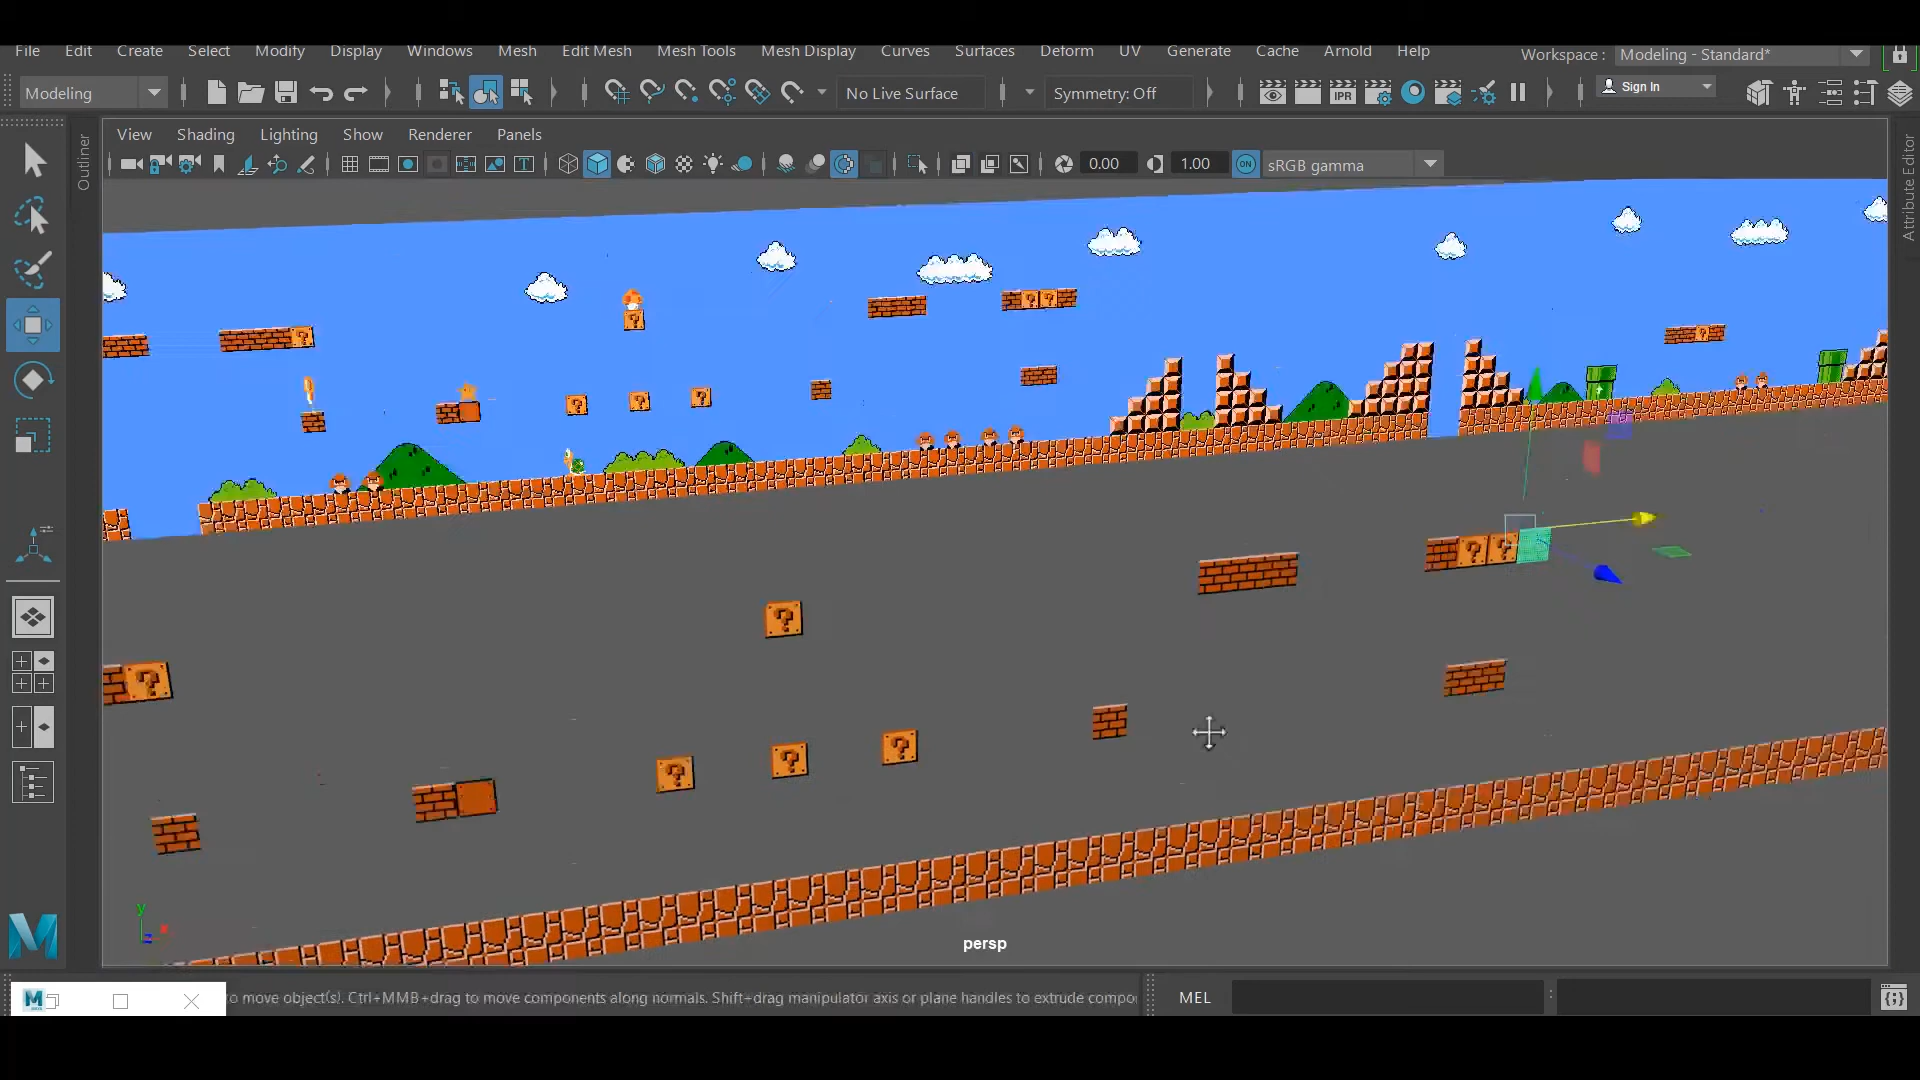 File Edit Create Select Modify Display Windows Mesh Edit Mesh Mesh Tools Mesh Display Curves Surfaces Deform UV Generate Cache Arnold Help Workspace : Modeling - Standard*
Modeling No Live Surface Symmetry: Off IPR Sign In
View Shading Lighting Show Renderer Panels
0.00 1.00 ON sRGB gamma
Outliner
Attribute Editor
y
x
z
persp
M
to move object(s). Ctrl+MMB+drag to move components along normals. Shift+drag manipulator axis or plane handles to extrude compo
MEL